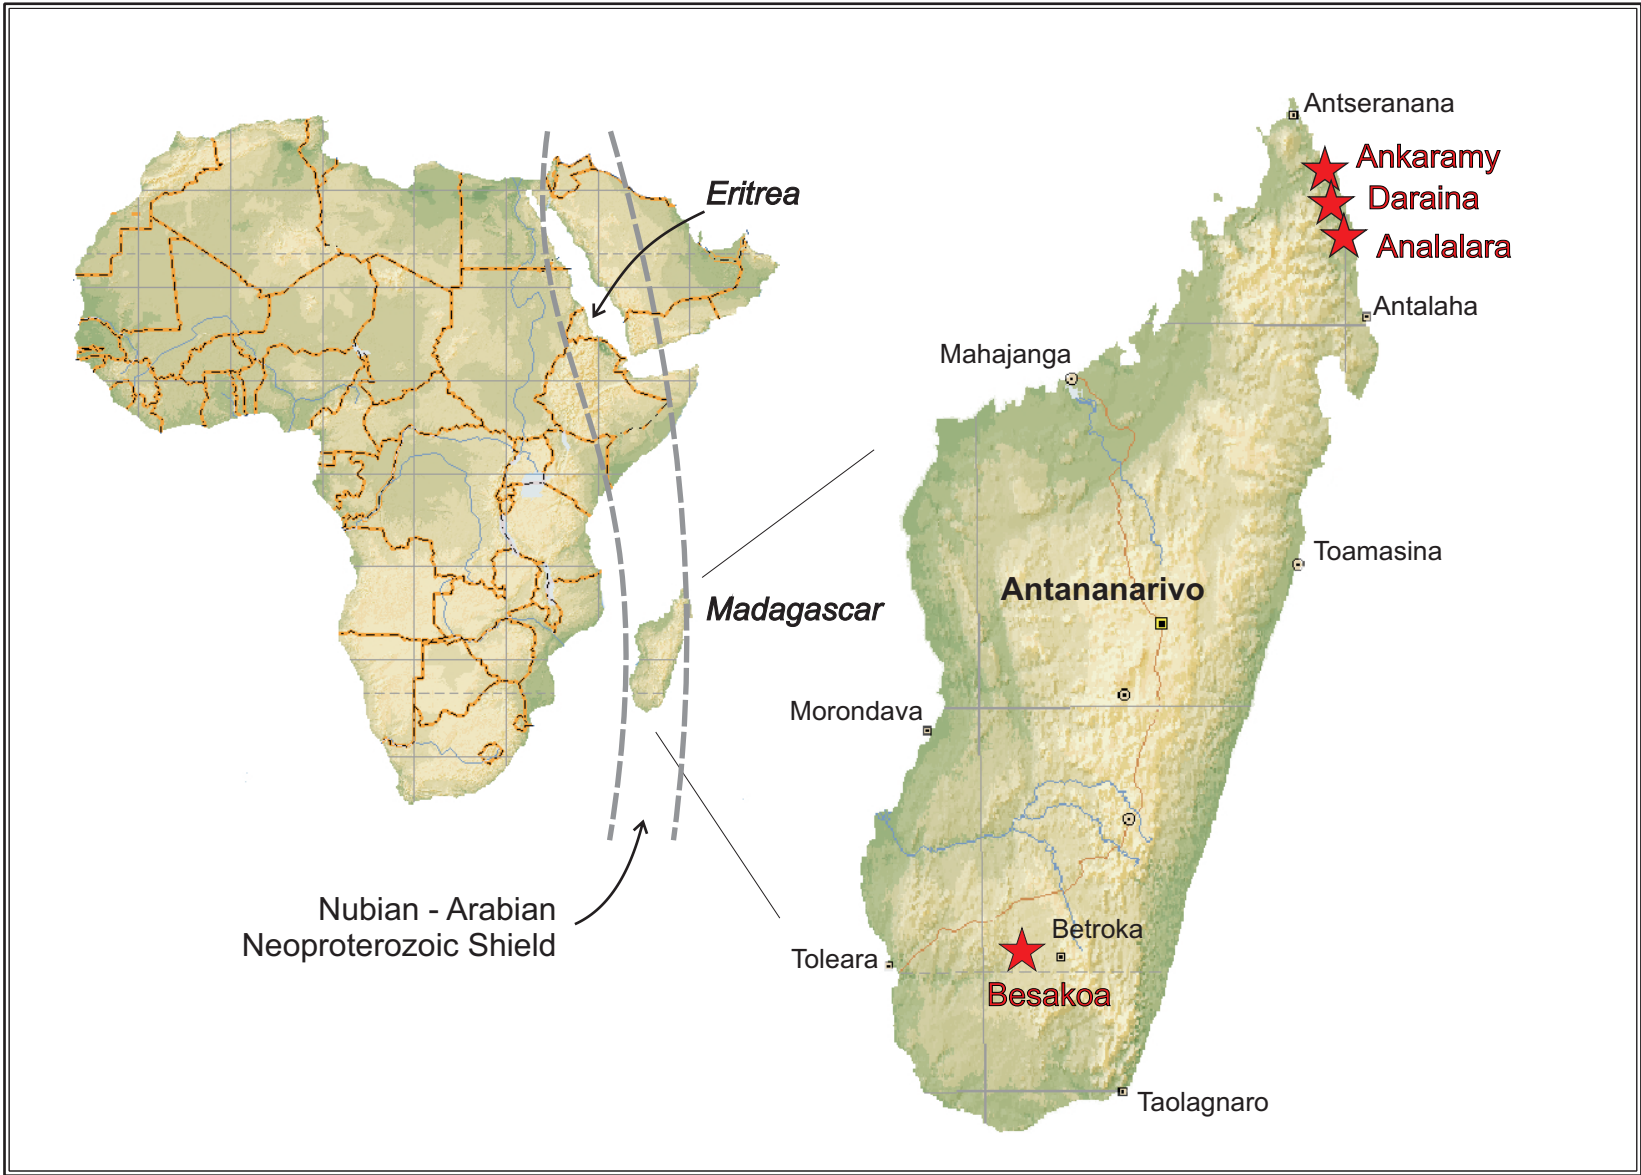 Eritrea
Madagascar
Nubian - Arabian
Neoproterozoic Shield
Antseranana
Ankaramy
Daraina
Analalara
Antalaha
Mahajanga
Toamasina
Antananarivo
Morondava
Betroka
Toleara
Besakoa
Taolagnaro